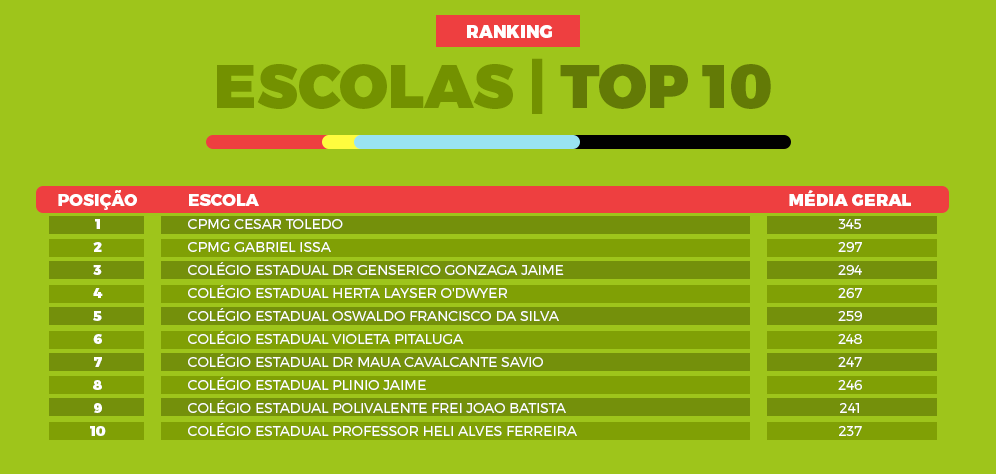 RANKING
ESCOLAS | TOP 10
POSIÇÃO ESCOLA MÉDIA GERAL
1 CPMG CESAR TOLEDO 345
2 CPMG GABRIEL ISSA 297
3 COLÉGIO ESTADUAL DR GENSERICO GONZAGA JAIME 294
4 COLÉGIO ESTADUAL HERTA LAYSER O'DWYER 267
5 COLÉGIO ESTADUAL OSWALDO FRANCISCO DA SILVA 259
6 COLÉGIO ESTADUAL VIOLETA PITALUGA 248
7 COLÉGIO ESTADUAL DR MAUA CAVALCANTE SAVIO 247
8 COLÉGIO ESTADUAL PLINIO JAIME 246
9 COLÉGIO ESTADUAL POLIVALENTE FREI JOAO BATISTA 241
10 COLÉGIO ESTADUAL PROFESSOR HELI ALVES FERREIRA 237